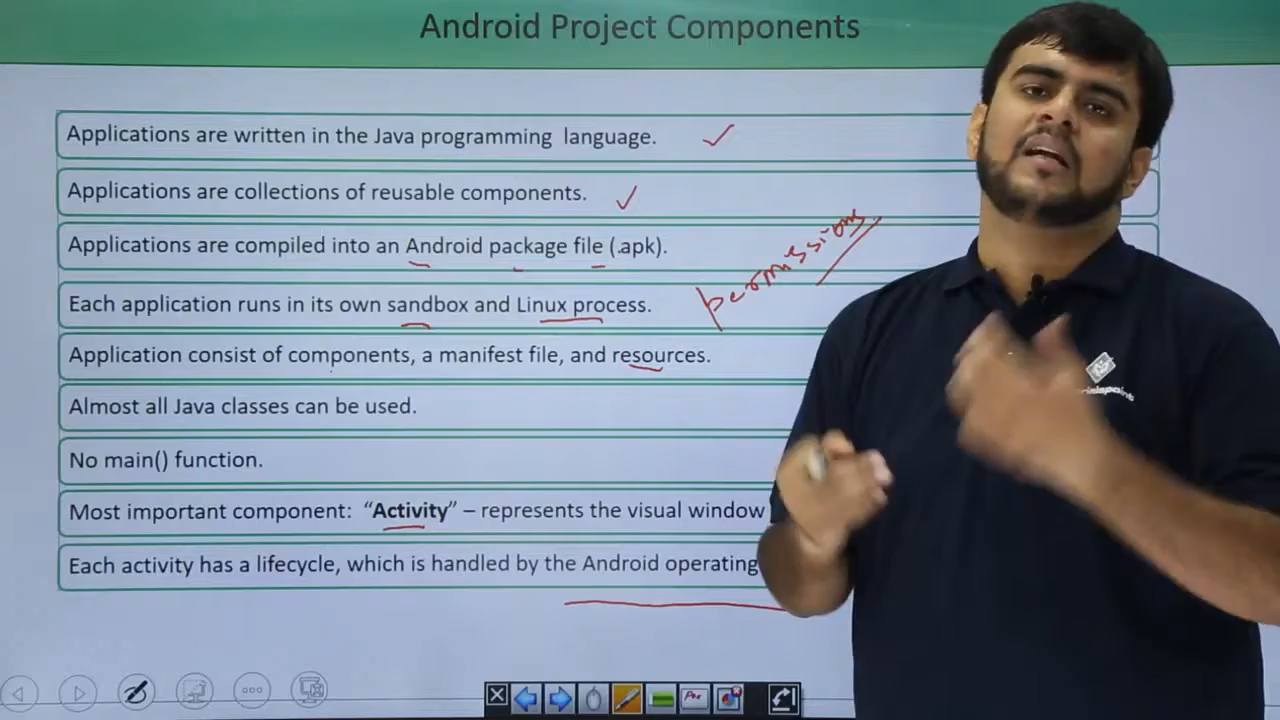 Android Project Components
Applications are written in the Java programming language.
Applications are collections of reusable components.
Applications are compiled into an Android package file (.apk).
permissions
Each application runs in its own sandbox and Linux process.
Application consist of components, a manifest file, and resources.
Almost all Java classes can be used.
No main() function.
Most important component: “Activity” – represents the visual window
Each activity has a lifecycle, which is handled by the Android operating